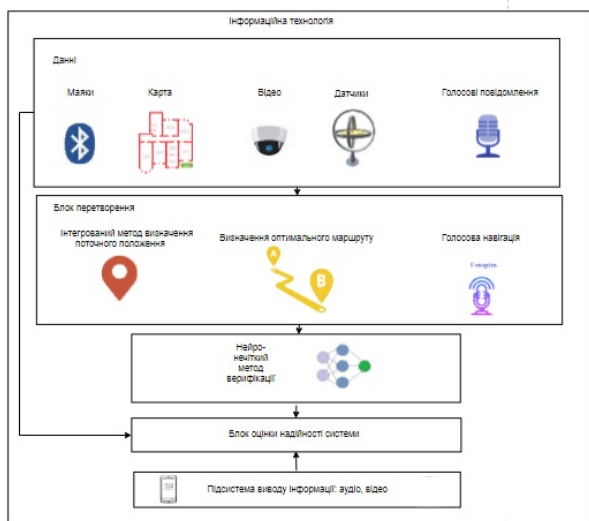 Інформаційна технологія
Данні
Маяки
Карта
Відео
Датчики
Голосові повідомлення
Блок перетворення
Інтегрований метод визначення
поточного положення
Визначення оптимального маршруту
Голосова навігація
Нейро-
нечіткий
метод
верифікації
Блок оцінки надійності системи
Підсистема виводу інформації: аудіо, відео